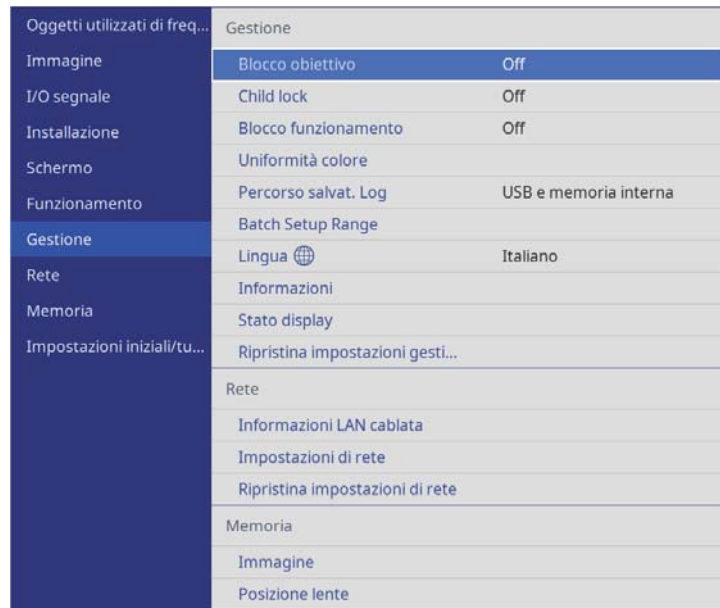 Oggetti utilizzati di freq...
Immagine
I/O segnale
Installazione
Schermo
Funzionamento
Gestione
Rete
Memoria
Impostazioni iniziali/tu...
Gestione
Blocco obiettivo Off
Child lock Off
Blocco funzionamento Off
Uniformità colore
Percorso salvat. Log USB e memoria interna
Batch Setup Range
Lingua Italiano
Informazioni
Stato display
Ripristina impostazioni gesti...
Rete
Informazioni LAN cablata
Impostazioni di rete
Ripristina impostazioni di rete
Memoria
Immagine
Posizione lente